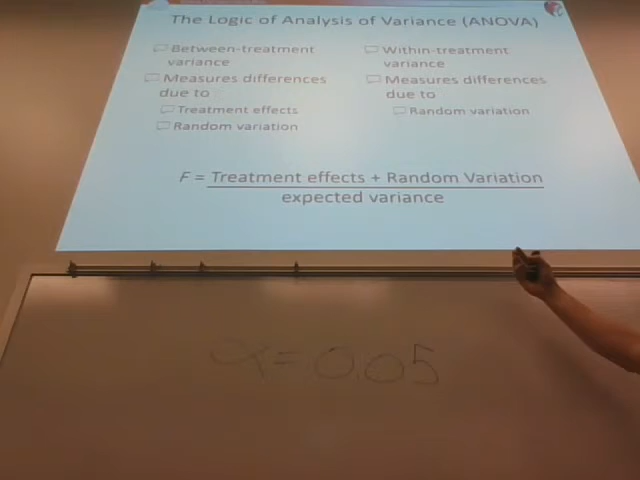 The Logic of Analysis of Variance (ANOVA)
Between-treatment
variance
Measures differences
due to
Treatment effects
Random variation
Within-treatment
variance
Measures differences
due to
Random variation
F = Treatment effects + Random Variation
expected variance
α = 0.05